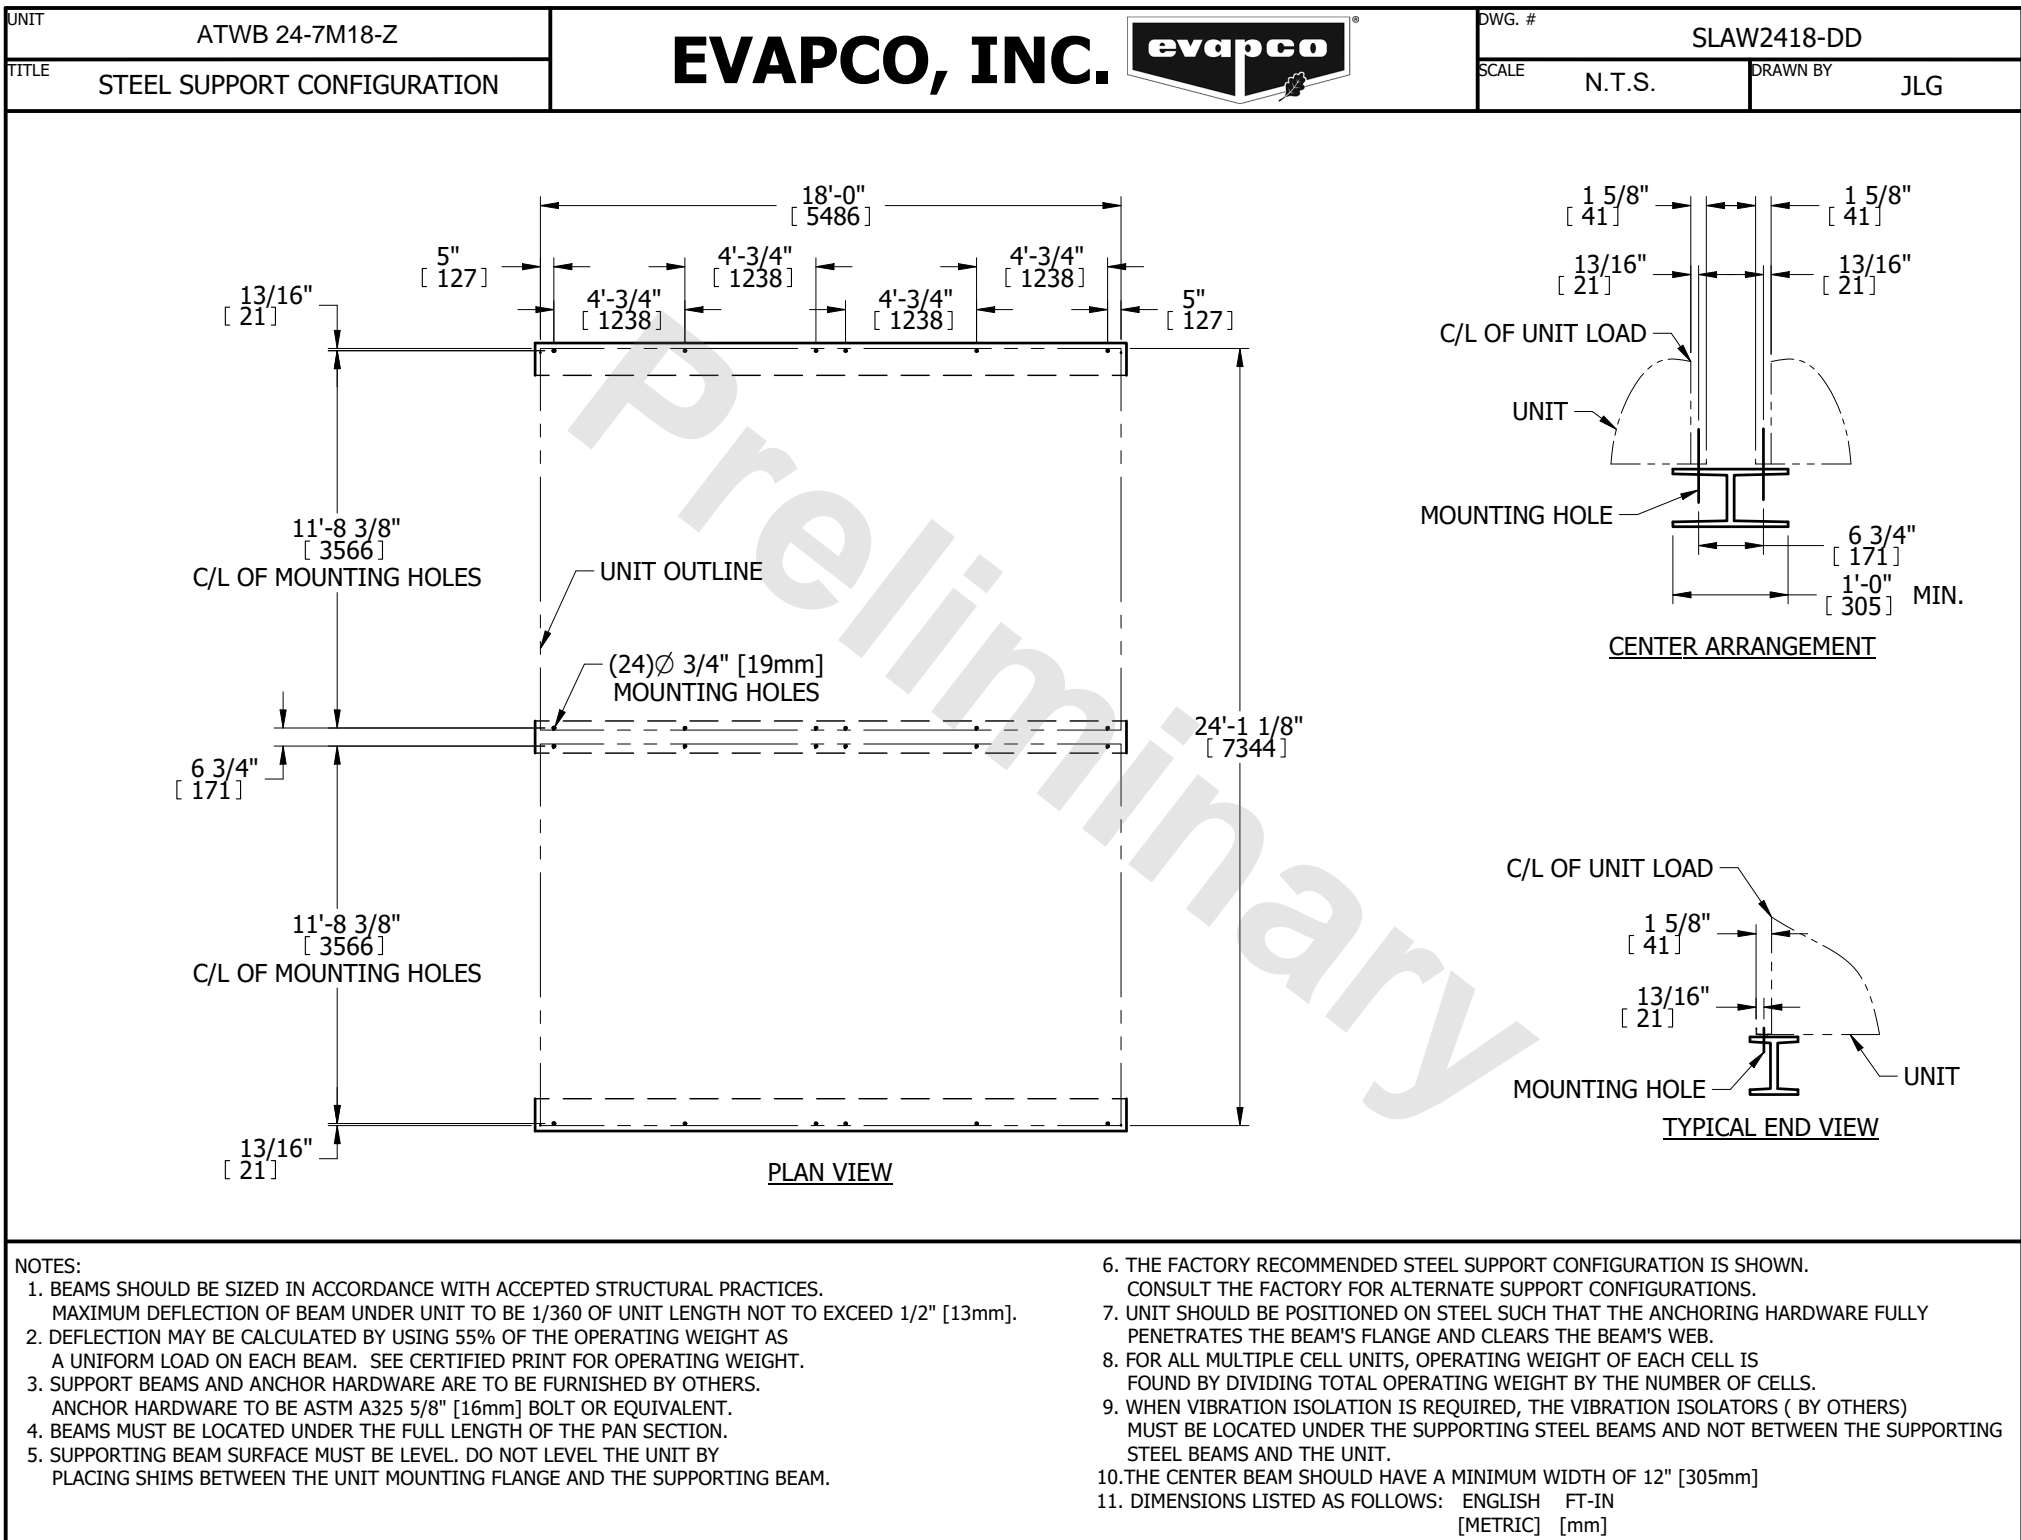 UNIT
ATWB 24-7M18-Z
TITLE
STEEL SUPPORT CONFIGURATION
EVAPCO, INC.
evapco
®
DWG. #
SLAW2418-DD
SCALE
N.T.S.
DRAWN BY
JLG
18'-0"
[ 5486 ]
5"
[ 127 ]
4'-3/4"
[ 1238 ]
4'-3/4"
[ 1238 ]
13/16"
[ 21 ]
4'-3/4"
[ 1238 ]
4'-3/4"
[ 1238 ]
5"
[ 127 ]
11'-8 3/8"
[ 3566 ]
C/L OF MOUNTING HOLES
UNIT OUTLINE
(24)∅ 3/4" [19mm]
MOUNTING HOLES
24'-1 1/8"
[ 7344 ]
6 3/4"
[ 171 ]
11'-8 3/8"
[ 3566 ]
C/L OF MOUNTING HOLES
13/16"
[ 21 ]
PLAN VIEW
Preliminary
1 5/8"
[ 41 ]
1 5/8"
[ 41 ]
13/16"
[ 21 ]
13/16"
[ 21 ]
C/L OF UNIT LOAD
UNIT
MOUNTING HOLE
6 3/4"
[ 171 ]
1'-0"
[ 305 ]
MIN.
CENTER ARRANGEMENT
C/L OF UNIT LOAD
1 5/8"
[ 41 ]
13/16"
[ 21 ]
MOUNTING HOLE
UNIT
TYPICAL END VIEW
NOTES:
1. BEAMS SHOULD BE SIZED IN ACCORDANCE WITH ACCEPTED STRUCTURAL PRACTICES.
MAXIMUM DEFLECTION OF BEAM UNDER UNIT TO BE 1/360 OF UNIT LENGTH NOT TO EXCEED 1/2" [13mm].
2. DEFLECTION MAY BE CALCULATED BY USING 55% OF THE OPERATING WEIGHT AS
A UNIFORM LOAD ON EACH BEAM. SEE CERTIFIED PRINT FOR OPERATING WEIGHT.
3. SUPPORT BEAMS AND ANCHOR HARDWARE ARE TO BE FURNISHED BY OTHERS.
ANCHOR HARDWARE TO BE ASTM A325 5/8" [16mm] BOLT OR EQUIVALENT.
4. BEAMS MUST BE LOCATED UNDER THE FULL LENGTH OF THE PAN SECTION.
5. SUPPORTING BEAM SURFACE MUST BE LEVEL. DO NOT LEVEL THE UNIT BY
PLACING SHIMS BETWEEN THE UNIT MOUNTING FLANGE AND THE SUPPORTING BEAM.
6. THE FACTORY RECOMMENDED STEEL SUPPORT CONFIGURATION IS SHOWN.
CONSULT THE FACTORY FOR ALTERNATE SUPPORT CONFIGURATIONS.
7. UNIT SHOULD BE POSITIONED ON STEEL SUCH THAT THE ANCHORING HARDWARE FULLY
PENETRATES THE BEAM'S FLANGE AND CLEARS THE BEAM'S WEB.
8. FOR ALL MULTIPLE CELL UNITS, OPERATING WEIGHT OF EACH CELL IS
FOUND BY DIVIDING TOTAL OPERATING WEIGHT BY THE NUMBER OF CELLS.
9. WHEN VIBRATION ISOLATION IS REQUIRED, THE VIBRATION ISOLATORS ( BY OTHERS)
MUST BE LOCATED UNDER THE SUPPORTING STEEL BEAMS AND NOT BETWEEN THE SUPPORTING
STEEL BEAMS AND THE UNIT.
10.THE CENTER BEAM SHOULD HAVE A MINIMUM WIDTH OF 12" [305mm]
11. DIMENSIONS LISTED AS FOLLOWS: ENGLISH FT-IN
[METRIC] [mm]